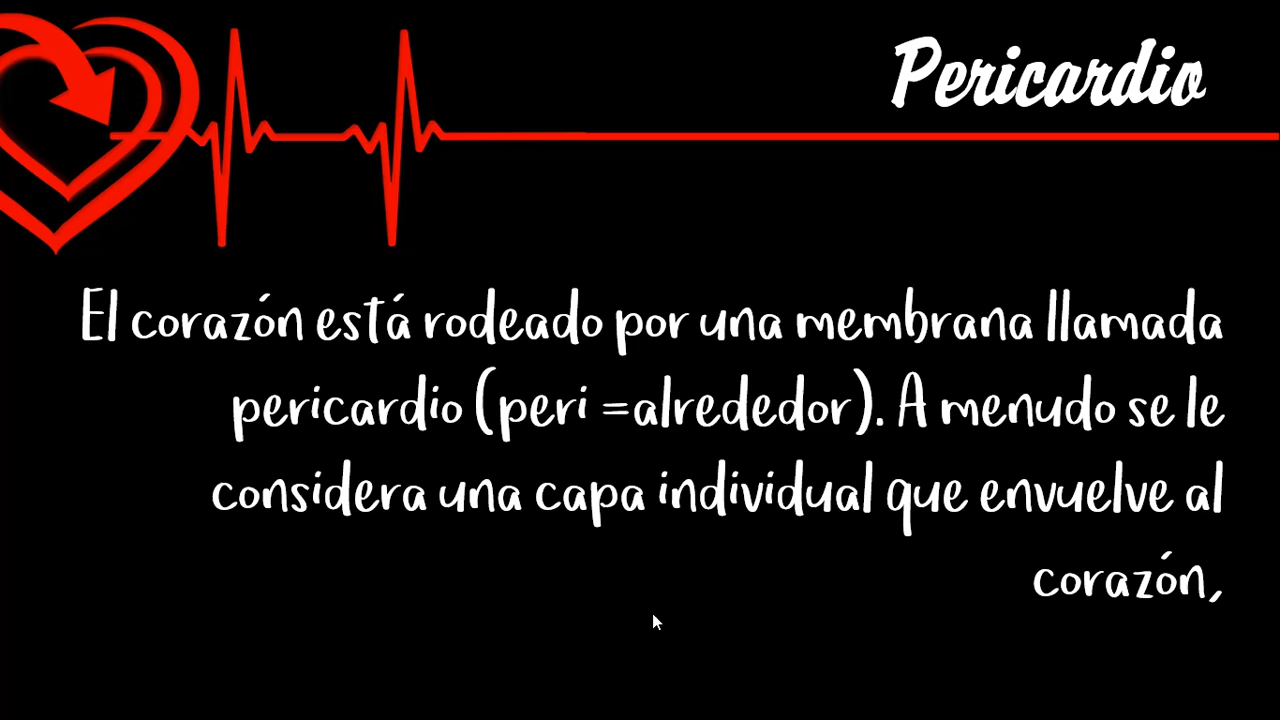 Pericardio
El corazón está rodeado por una membrana llamada
pericardio (peri =alrededor). A menudo se le
considera una capa individual que envuelve al
corazón,